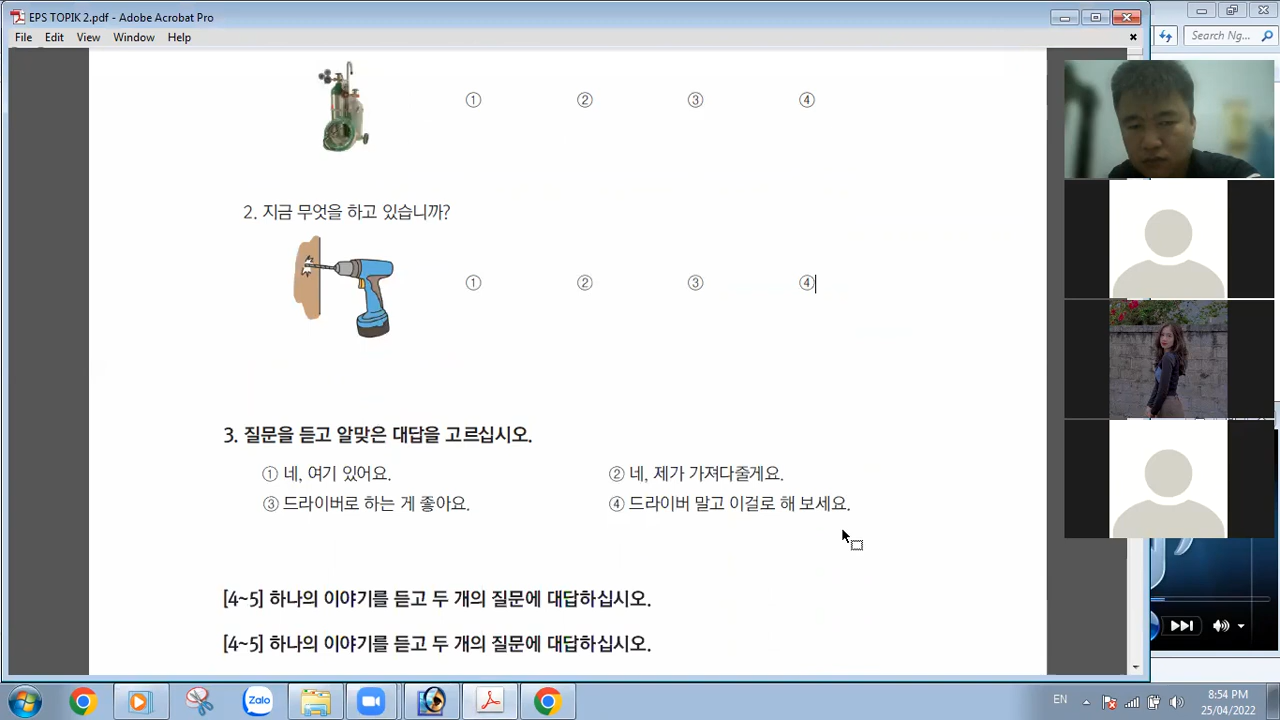 EPS TOPIK 2.pdf - Adobe Acrobat Pro
File Edit View Window Help
Search Ng...
① ② ③ ④
2. 지금 무엇을 하고 있습니까?
① ② ③ ④
3. 질문을 듣고 알맞은 대답을 고르십시오.
① 네, 여기 있어요. ② 네, 제가 가져다줄게요.
③ 드라이버로 하는 게 좋아요. ④ 드라이버 말고 이걸로 해 보세요.
[4~5] 하나의 이야기를 듣고 두 개의 질문에 대답하십시오.
[4~5] 하나의 이야기를 듣고 두 개의 질문에 대답하십시오.
Zalo
EN
8:54 PM
25/04/2022